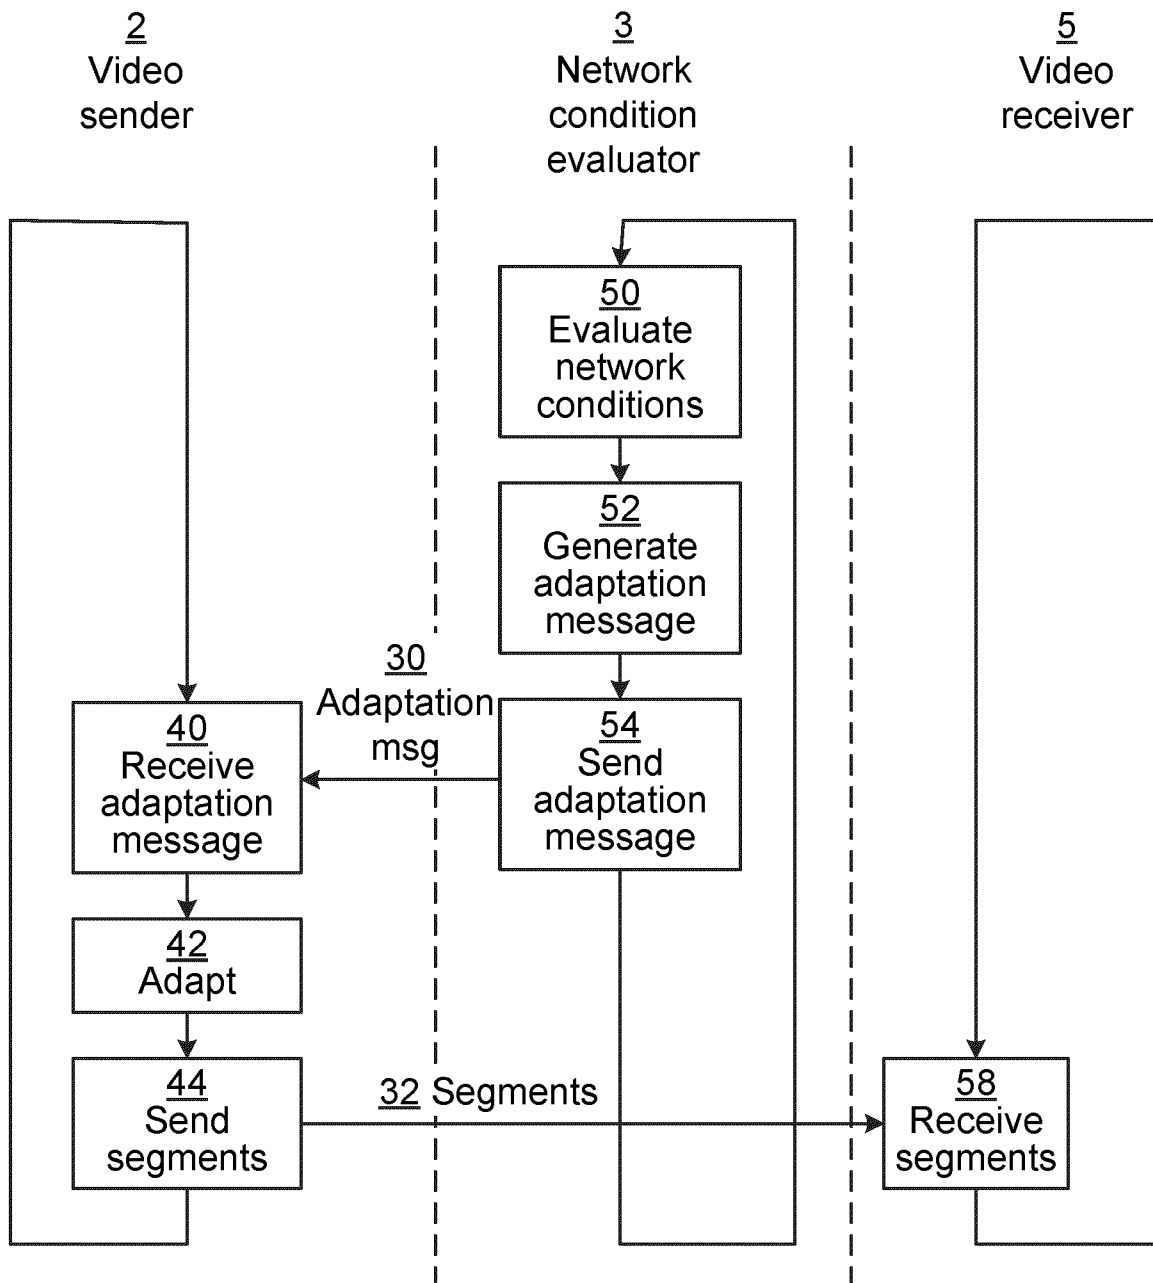 2
Video
sender
3
Network
condition
evaluator
5
Video
receiver
50
Evaluate
network
conditions
52
Generate
adaptation
message
30
Adaptation
msg
54
Send
adaptation
message
40
Receive
adaptation
message
42
Adapt
44
Send
segments
32 Segments
58
Receive
segments